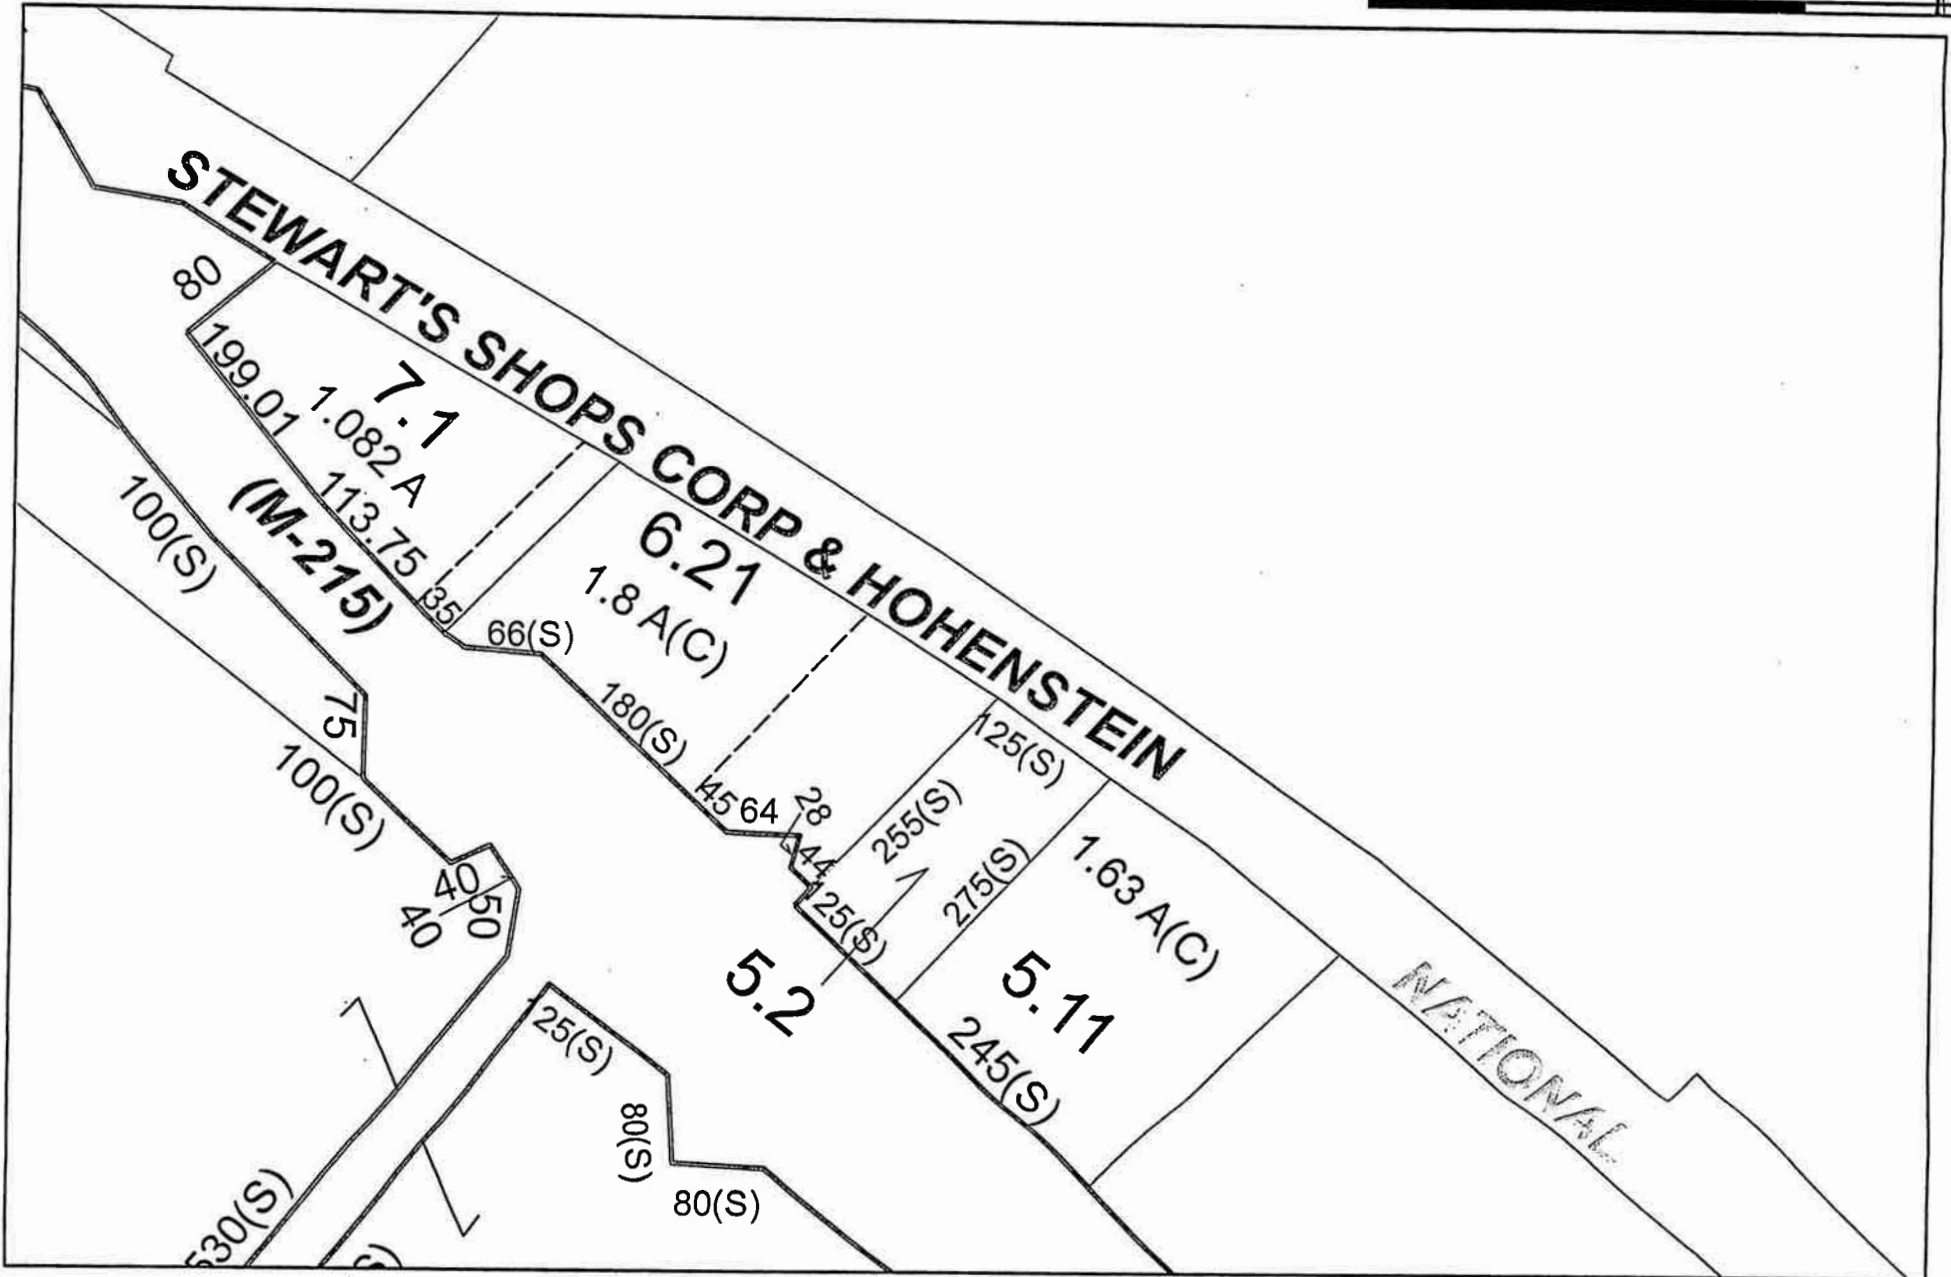 STEWART'S SHOPS CORP & HOHENSTEIN
80
199.01
7.1
1.082 A
113.75
(M-215)
100(S)
35
66(S)
6.21
1.8 A(C)
180(S)
75
100(S)
45
64
28
44
125(S)
255(S)
275(S)
25(S)
5.2
1.63 A(C)
5.11
245(S)
40
50
40
25(S)
80(S)
80(S)
530(S)
S)
NATIONAL